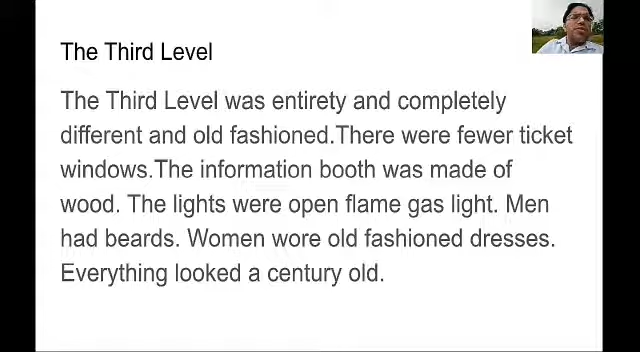 The Third Level
The Third Level was entirety and completely
different and old fashioned.There were fewer ticket
windows.The information booth was made of
wood. The lights were open flame gas light. Men
had beards. Women wore old fashioned dresses.
Everything looked a century old.